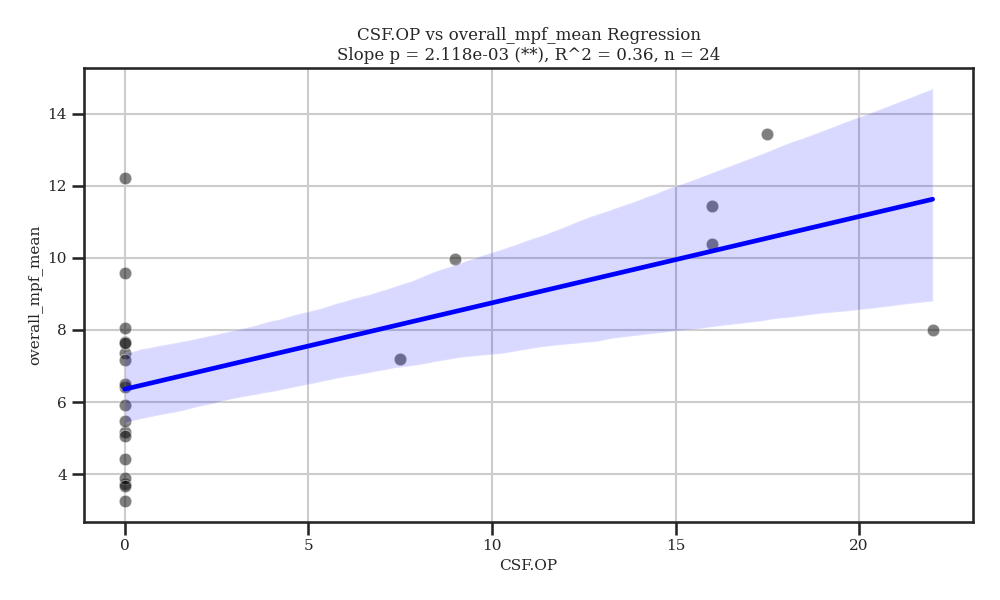 CSF.OP vs overall_mpf_mean Regression
Slope p = 2.118e-03 (**), R^2 = 0.36, n = 24
14
12
10
8
6
4
overall_mpf_mean
0 5 10 15 20
CSF.OP